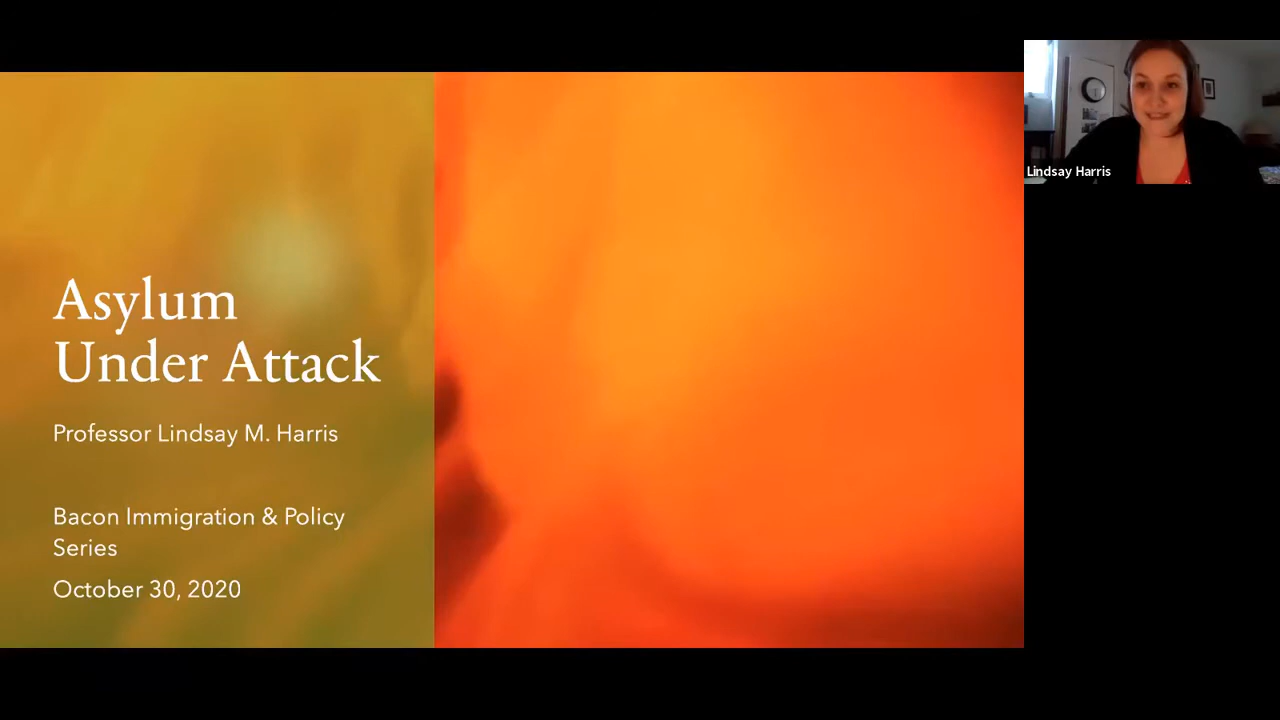 Asylum
Under Attack
Professor Lindsay M. Harris
Bacon Immigration & Policy
Series
October 30, 2020
Lindsay Harris